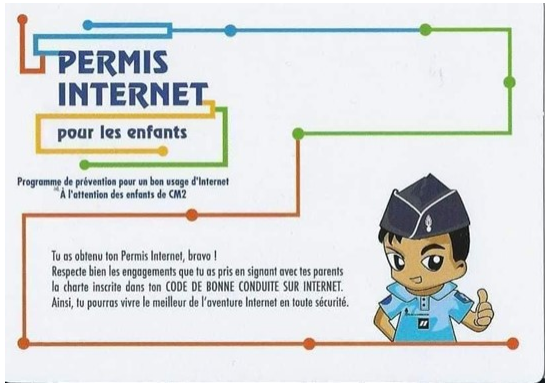 PERMIS
INTERNET
pour les enfants
Programme de prévention pour un bon usage d'Internet
À l'attention des enfants de CM2
Tu as obtenu ton Permis Internet, bravo !
Respecte bien les engagements que tu as pris en signant avec tes parents
la charte inscrite dans ton CODE DE BONNE CONDUITE SUR INTERNET.
Ainsi, tu pourras vivre le meilleur de l'aventure Internet en toute sécurité.